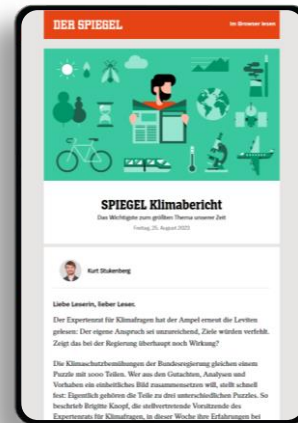 DER SPIEGEL
Im Browser lesen
SPIEGEL Klimabericht
Das Wichtigste zum größten Thema unserer Zeit
Freitag, 25. August 2023
Kurt Stukenberg
Liebe Leserin, lieber Leser,
Der Expertenrat für Klimafragen hat der Ampel erneut die Leviten
gelesen: Der eigene Anspruch sei unzureichend, Ziele würden verfehlt.
Zeigt das bei der Regierung überhaupt noch Wirkung?
Die Klimaschutzbemühungen der Bundesregierung gleichen einem
Puzzle mit 1000 Teilen. Wer aus den Gutachten, Analysen und
Vorhaben ein einheitliches Bild zusammensetzen will, stellt schnell
fest: Eigentlich gehören die Teile zu drei unterschiedlichen Puzzles. So
beschrieb Brigitte Knopf, die stellvertretende Vorsitzende des
Expertenrats für Klimafragen, in dieser Woche ihre Erfahrungen bei